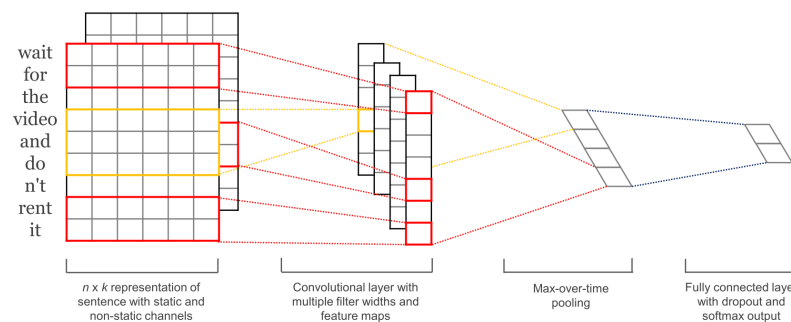 wait
for
the
video
and
do
n't
rent
it
n x k representation of
sentence with static and
non-static channels
Convolutional layer with
multiple filter widths and
feature maps
Max-over-time
pooling
Fully connected laye
with dropout and
softmax output